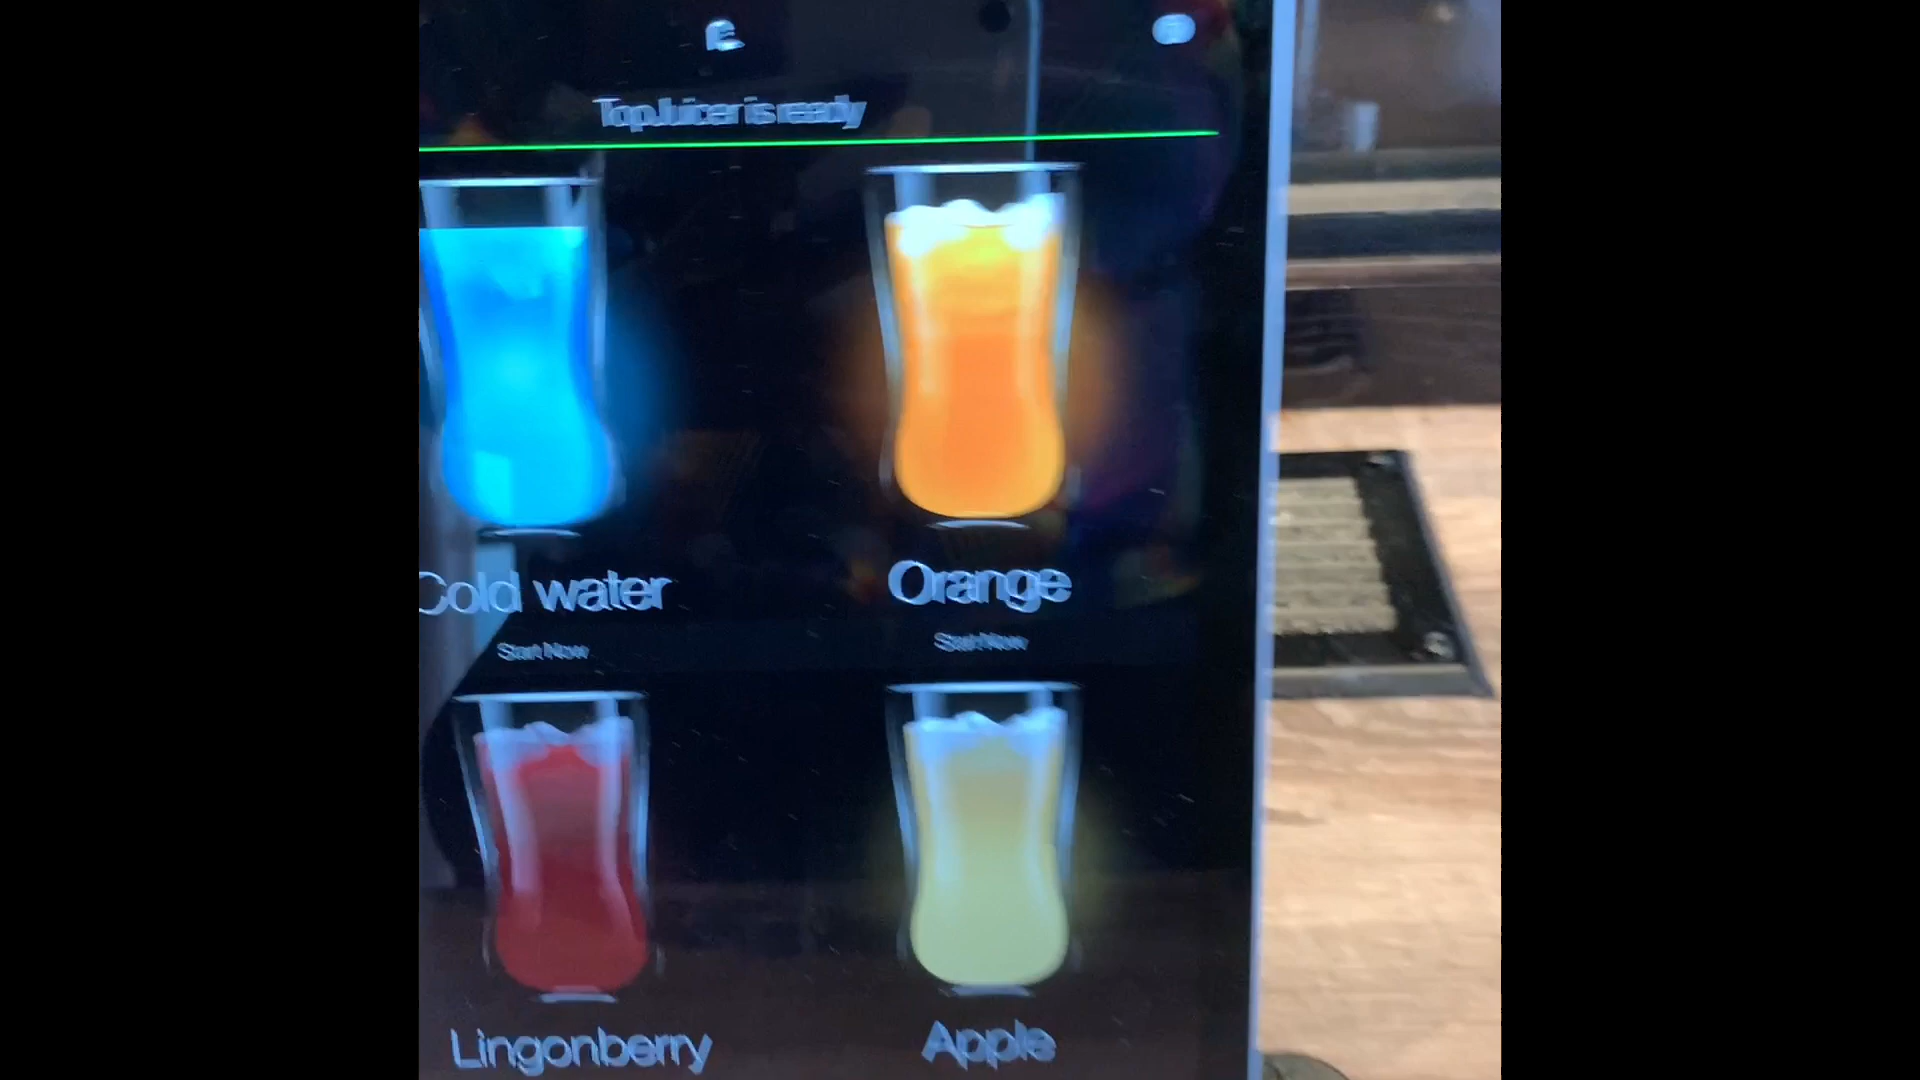 TopJuicer is ready
Cold water
Orange
Start Now
Start Now
Lingonberry
Apple